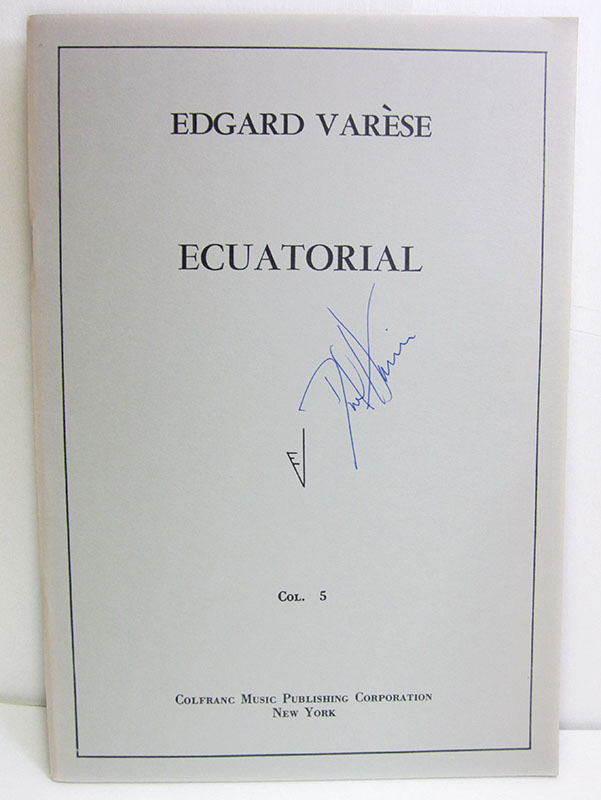 EDGARD VARÈSE
ECUATORIAL
COL. 5
COLFRANC MUSIC PUBLISHING CORPORATION
NEW YORK